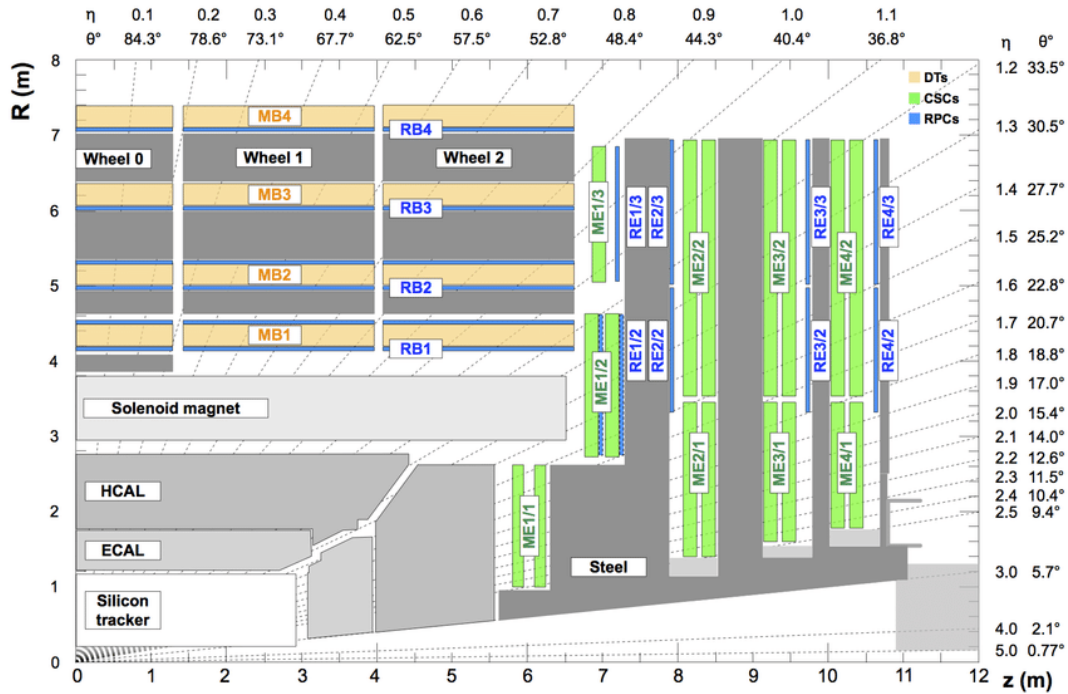 η 0.1 0.2 0.3 0.4 0.5 0.6 0.7 0.8 0.9 1.0 1.1
θ° 84.3° 78.6° 73.1° 67.7° 62.5° 57.5° 52.8° 48.4° 44.3° 40.4° 36.8° η θ°
R (m)
8
7
6
5
4
3
2
1
0
1.2 33.5°
1.3 30.5°
1.4 27.7°
1.5 25.2°
1.6 22.8°
1.7 20.7°
1.8 18.8°
1.9 17.0°
2.0 15.4°
2.1 14.0°
2.2 12.6°
2.3 11.5°
2.4 10.4°
2.5 9.4°
3.0 5.7°
4.0 2.1°
5.0 0.77°
DTs
CSCs
RPCs
MB4
RB4
Wheel 0
Wheel 1
Wheel 2
MB3
RB3
MB2
RB2
MB1
RB1
Solenoid magnet
HCAL
ECAL
Silicon
tracker
Steel
ME1/3
RE1/3
RE2/3
ME2/2
ME3/2
RE3/3
ME4/2
RE4/3
ME1/2
RE1/2
RE2/2
RE3/2
RE4/2
ME1/1
ME2/1
ME3/1
ME4/1
0 1 2 3 4 5 6 7 8 9 10 11 12
z (m)